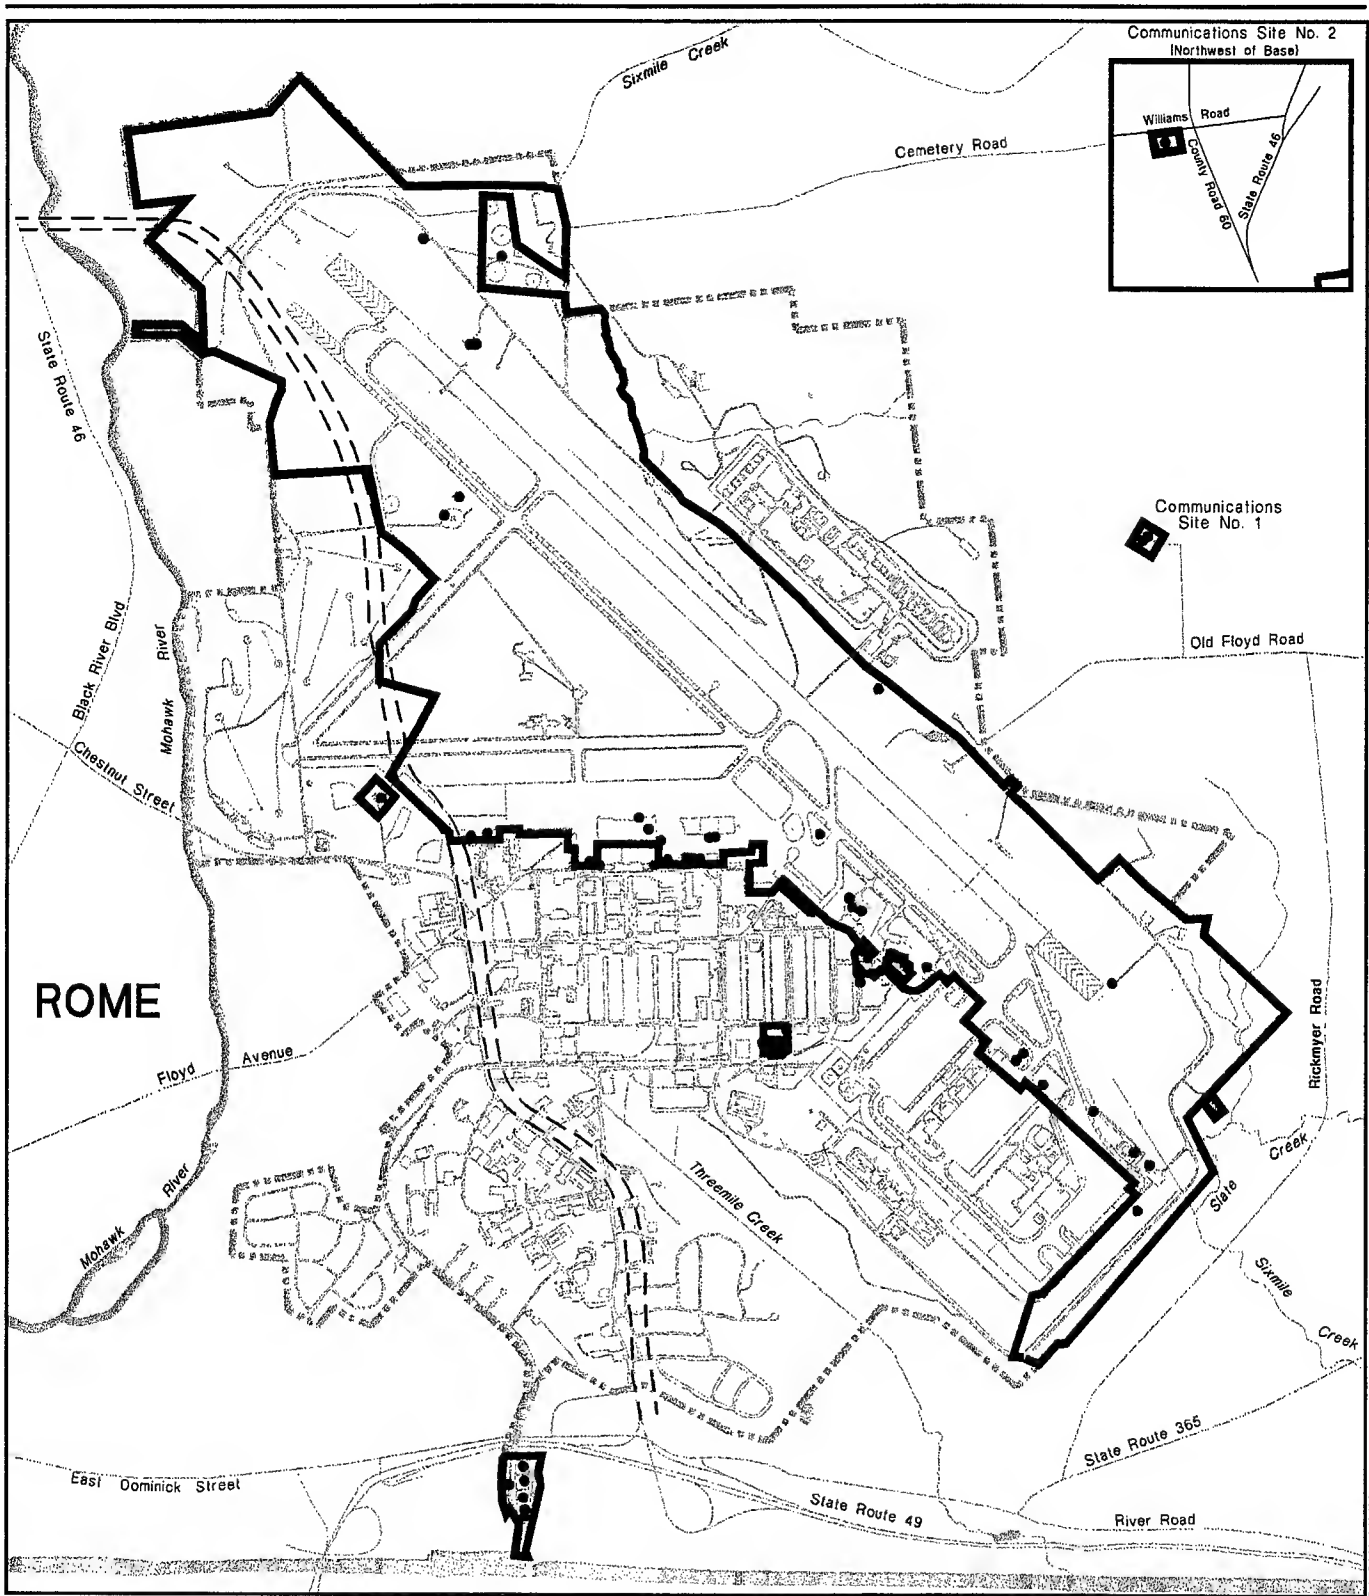 Communications Site No. 2
(Northwest of Base)
Williams Road
County Road 60
State Route 46
Sixmile Creek
Cemetery Road
State Route 46
Communications
Site No. 1
Old Floyd Road
Black River Blvd
Mohawk River
Chestnut Street
ROME
Floyd Avenue
Rickmyer Road
Mohawk River
Threemile Creek
Slate Creek
Sixmile Creek
State Route 365
East Dominick Street
State Route 49
River Road